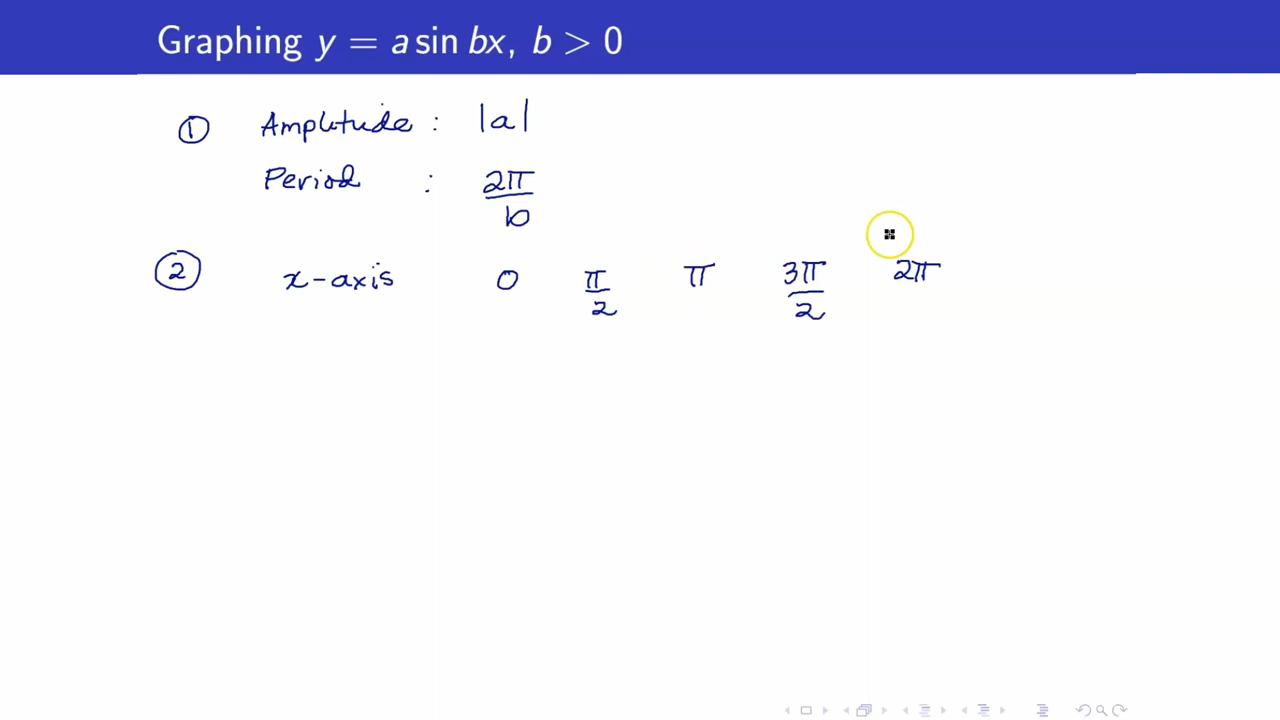 Graphing y = a sin bx, b > 0
① Amplitude : |a|
Period : 2π/b
② x-axis 0 π/2 π 3π/2 2π